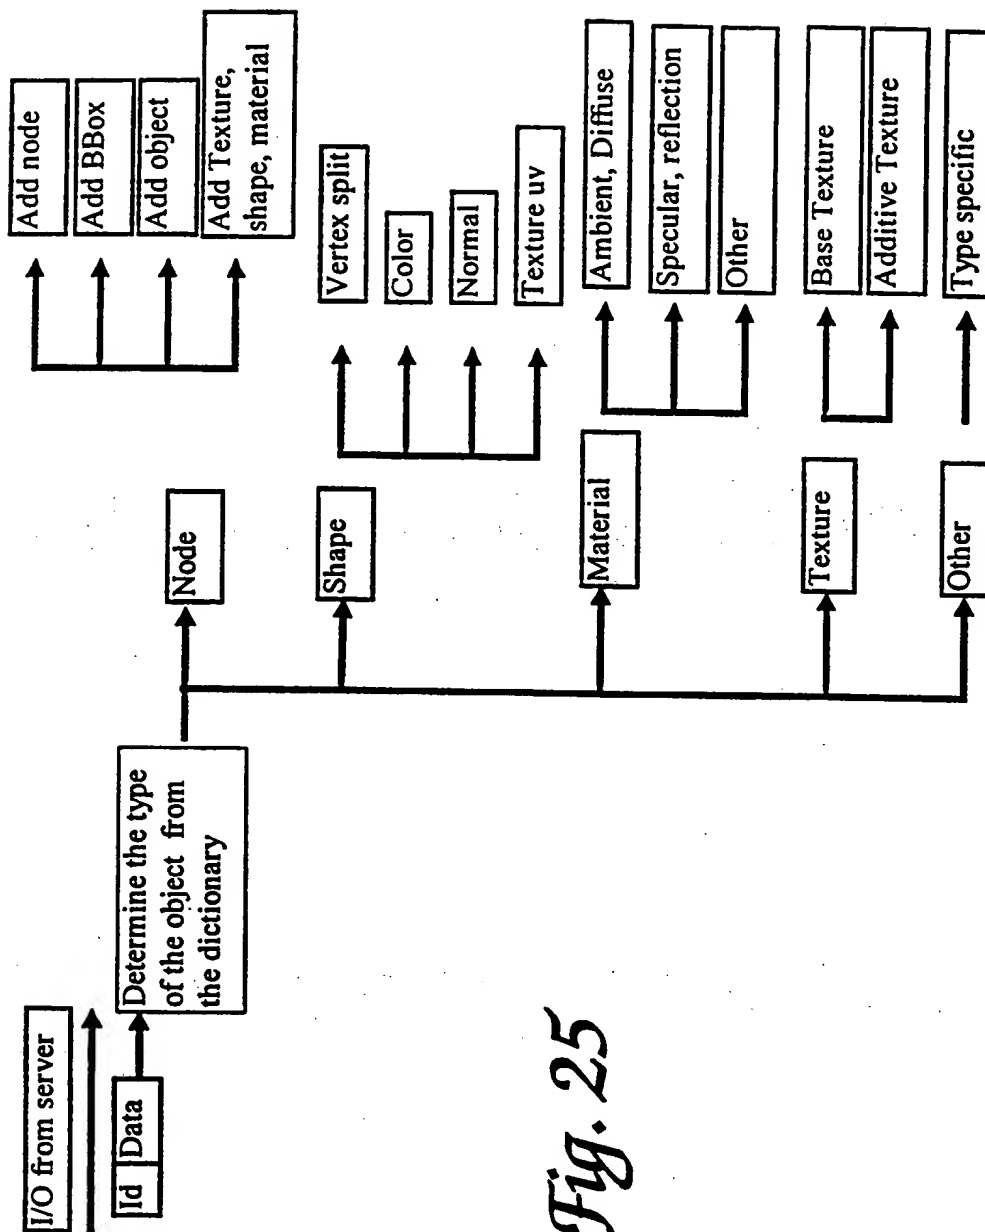 I/O from server
Id
Data
Determine the type
of the object from
the dictionary
Node
Add node
Add BBox
Add object
Add Texture,
shape, material
Shape
Vertex split
Color
Normal
Texture uv
Material
Ambient, Diffuse
Specular, reflection
Other
Texture
Base Texture
Additive Texture
Other
Type specific
Fig. 25